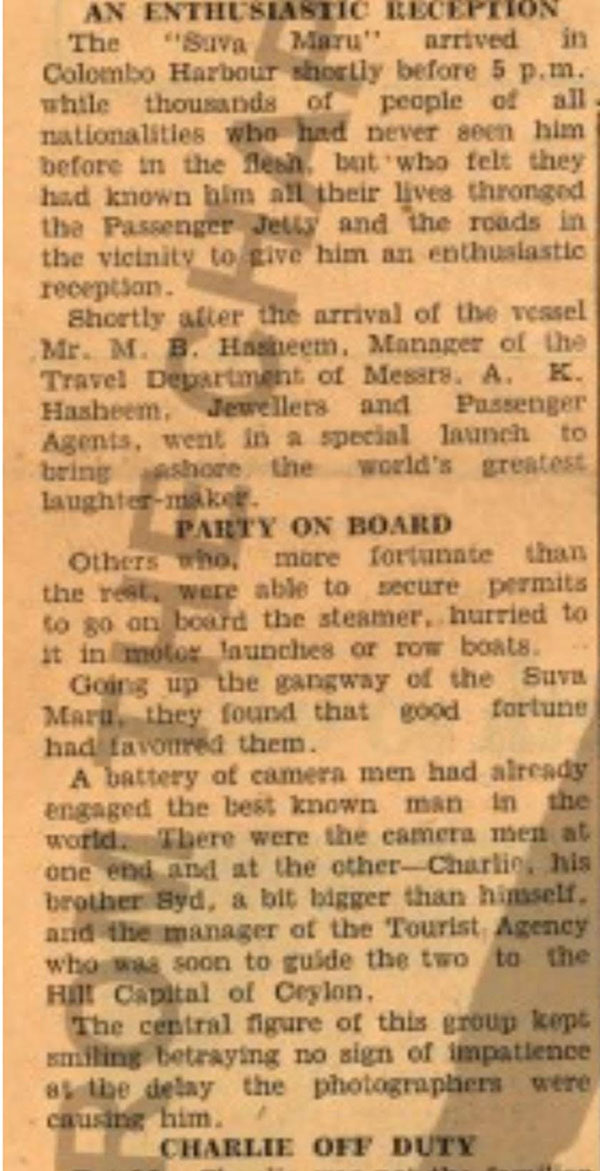 AN ENTHUSIASTIC RECEPTION
The "Suva Maru" arrived in
Colombo Harbour shortly before 5 p.m.
while thousands of people of all
nationalities who had never seen him
before in the flesh, but who felt they
had known him all their lives thronged
the Passenger Jetty and the roads in
the vicinity to give him an enthusiastic
reception.
Shortly after the arrival of the vessel
Mr. M. B. Hasheem, Manager of the
Travel Department of Messrs. A. K.
Hasheem, Jewellers and Passenger
Agents, went in a special launch to
bring ashore the world's greatest
laughter-maker.
PARTY ON BOARD
Others who, more fortunate than
the rest, were able to secure permits
to go on board the steamer, hurried to
it in motor launches or row boats.
Going up the gangway of the Suva
Maru, they found that good fortune
had favoured them.
A battery of camera men had already
engaged the best known man in the
world. There were the camera men at
one end and at the other—Charlie, his
brother Syd, a bit bigger than himself,
and the manager of the Tourist Agency
who was soon to guide the two to the
Hill Capital of Ceylon.
The central figure of this group kept
smiling betraying no sign of impatience
at the delay the photographers were
causing him.
CHARLIE OFF DUTY
ROM THE CHAP